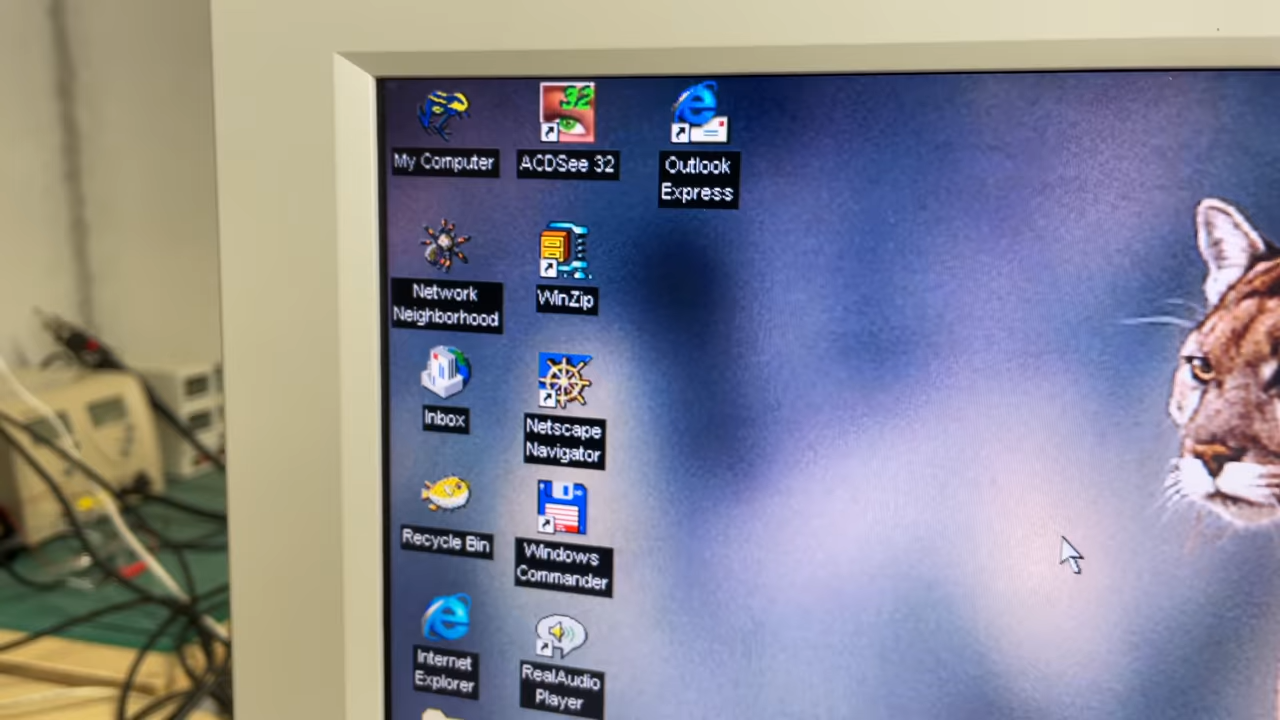 My Computer
32
ACDSee 32
Outlook
Express
Network
Neighborhood
WinZip
Inbox
Netscape
Navigator
Recycle Bin
Windows
Commander
Internet
Explorer
RealAudio
Player